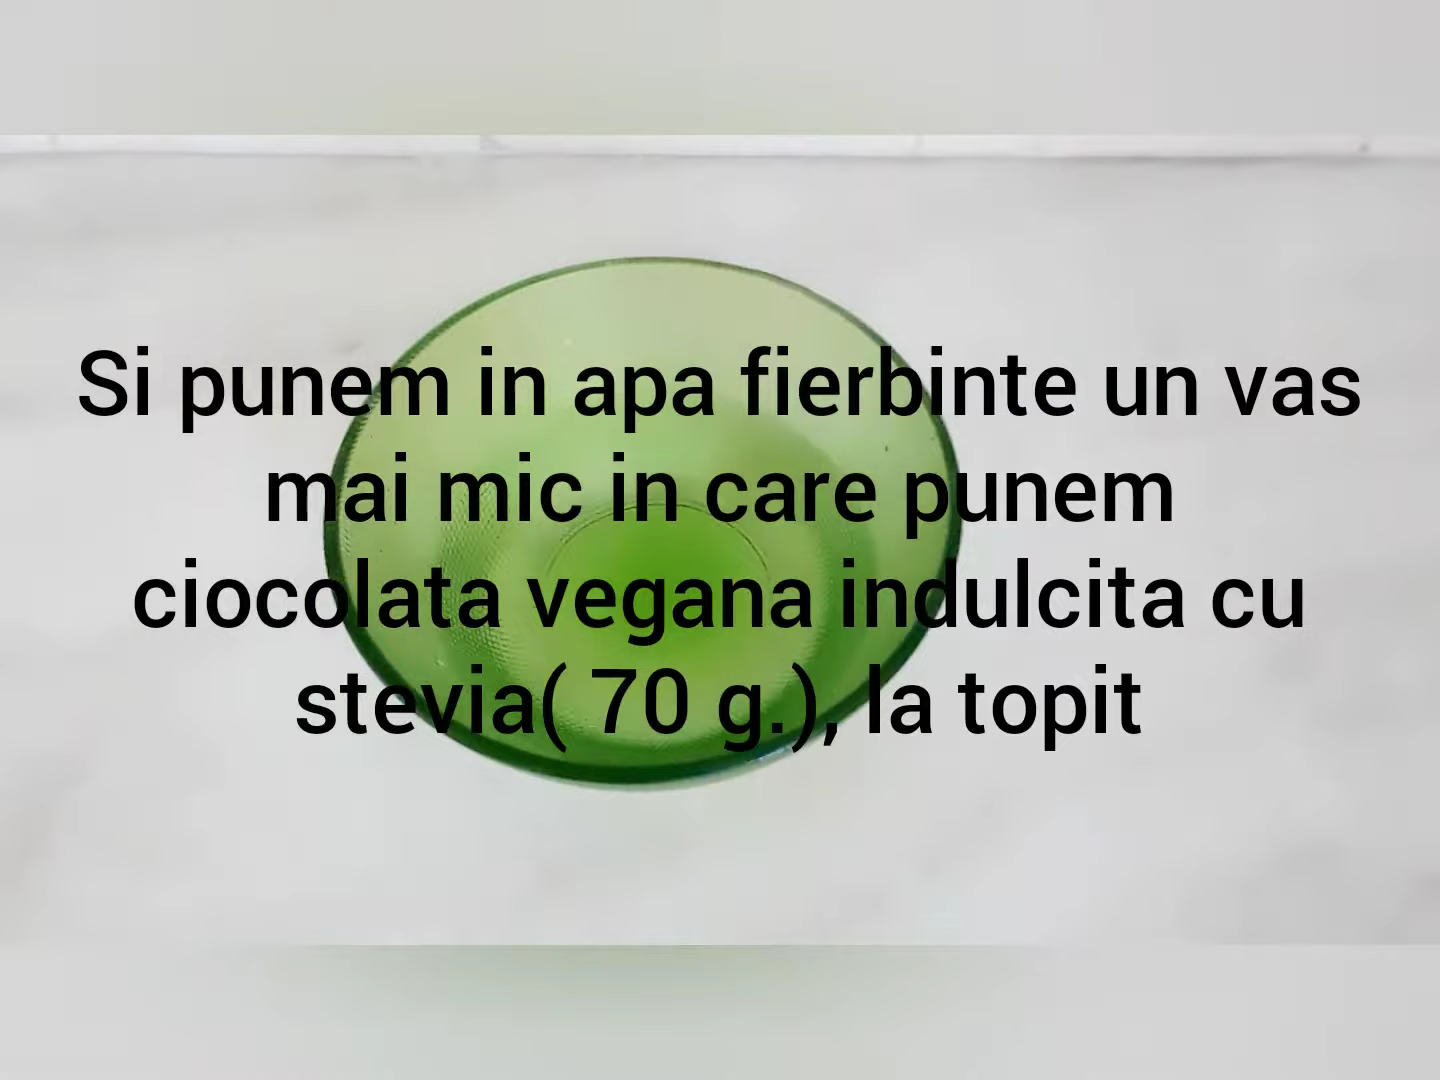 Si punem in apa fierbinte un vas
mai mic in care punem
ciocolata vegana indulcita cu
stevia( 70 g.), la topit